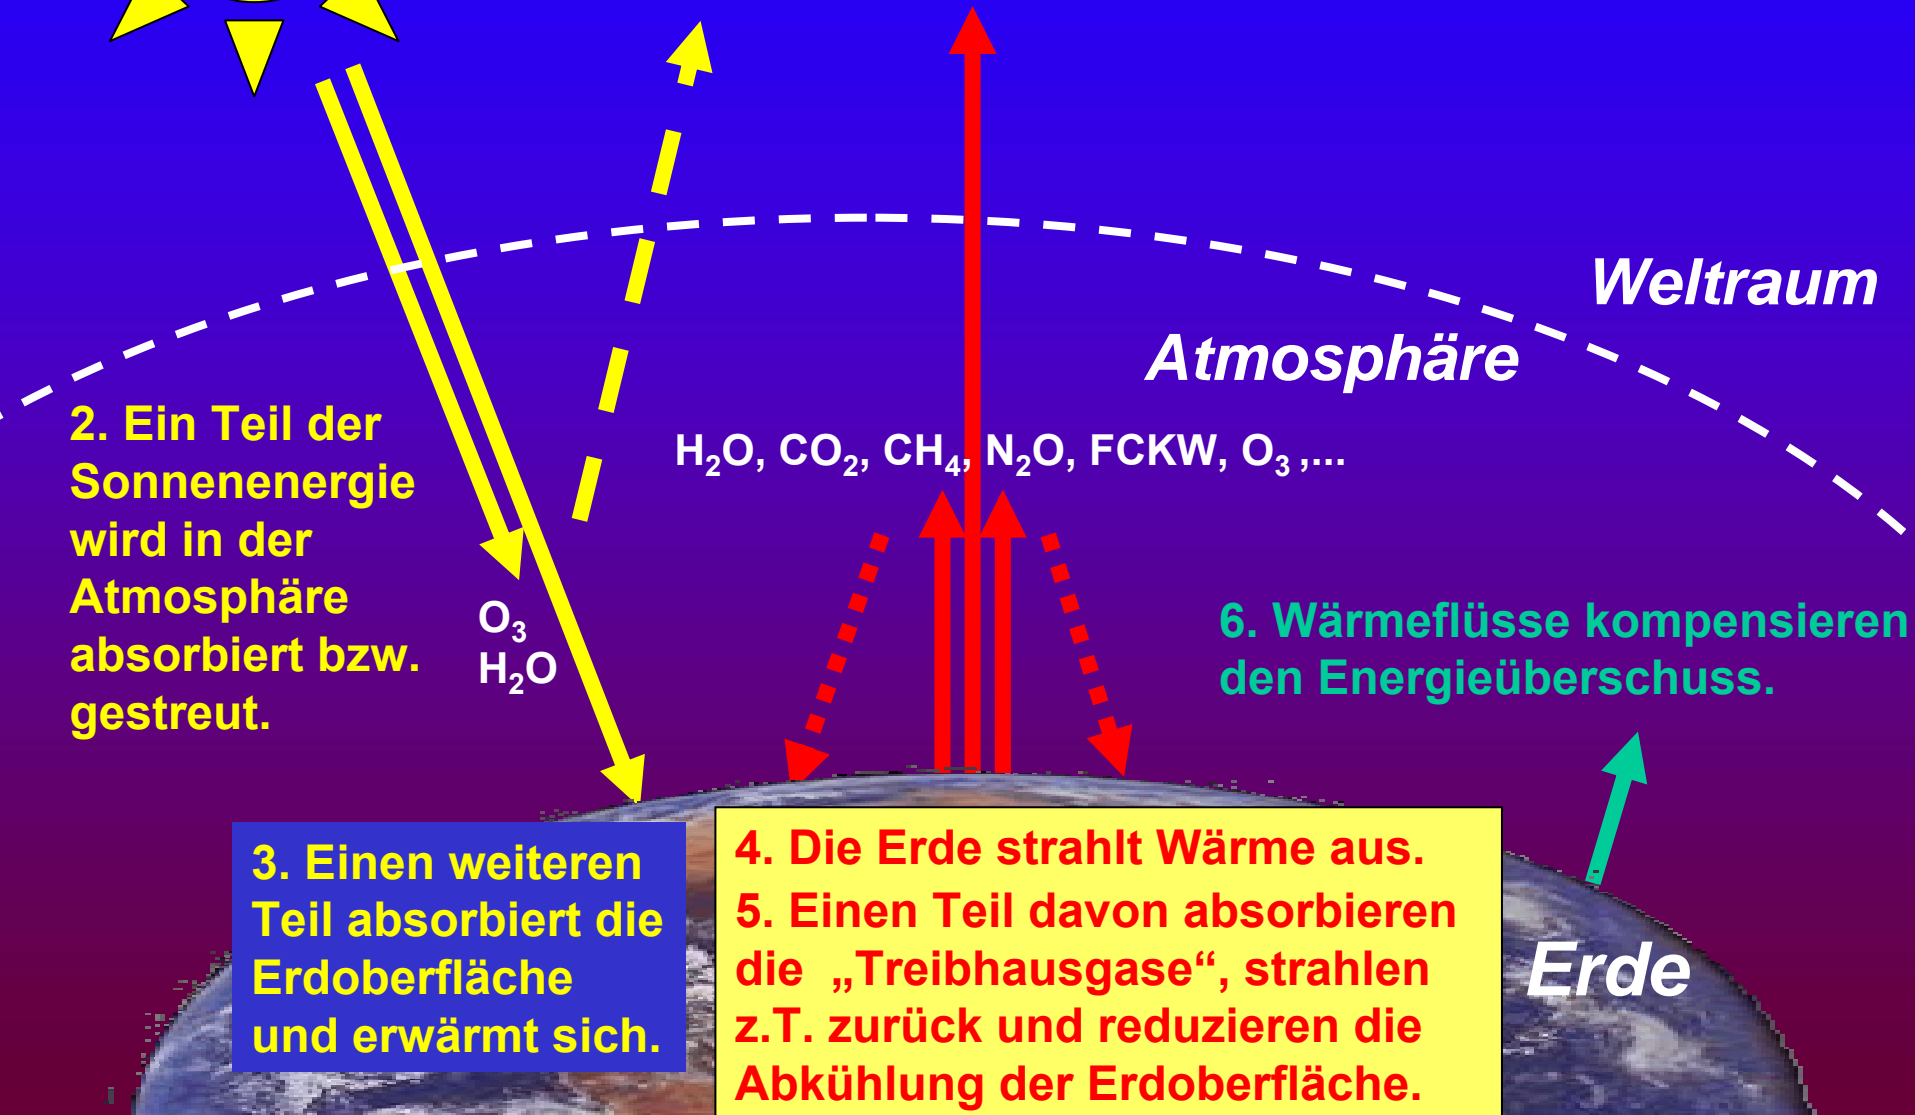 Weltraum
Atmosphäre
2. Ein Teil der
Sonnenenergie
wird in der
Atmosphäre
absorbiert bzw.
gestreut.
H₂O, CO₂, CH₄, N₂O, FCKW, O₃ ,...
O₃
H₂O
6. Wärmeflüsse kompensieren
den Energieüberschuss.
3. Einen weiteren
Teil absorbiert die
Erdoberfläche
und erwärmt sich.
4. Die Erde strahlt Wärme aus.
5. Einen Teil davon absorbieren
die „Treibhausgase“, strahlen
z.T. zurück und reduzieren die
Abkühlung der Erdoberfläche.
Erde